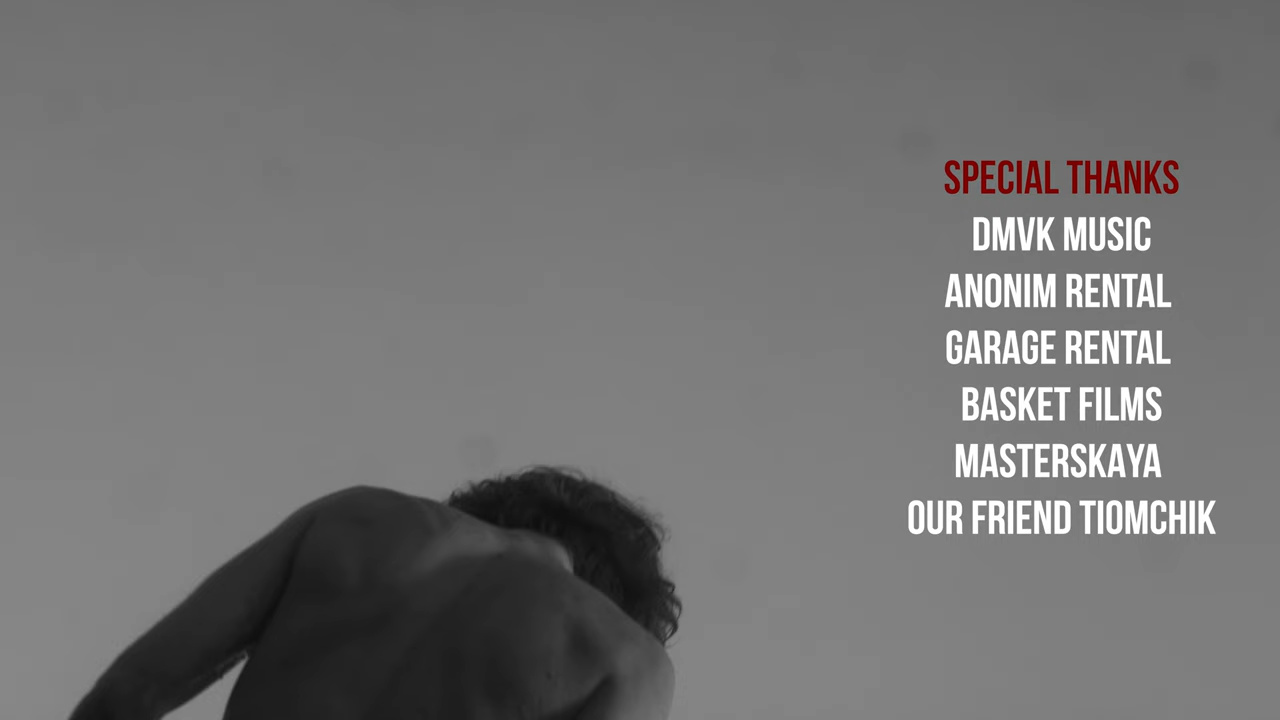 SPECIAL THANKS
DMVK MUSIC
ANONIM RENTAL
GARAGE RENTAL
BASKET FILMS
MASTERSKAYA
OUR FRIEND TIOMCHIK